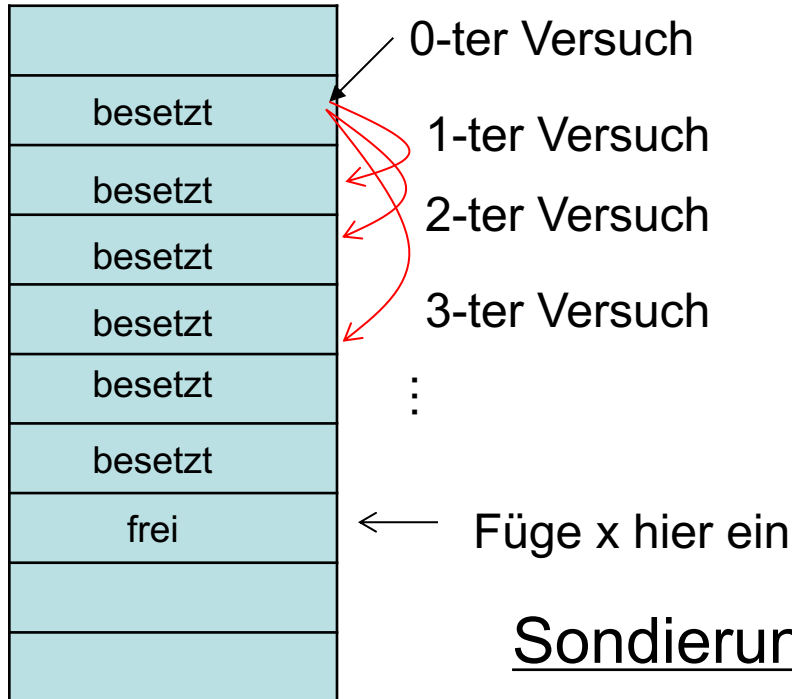 0-ter Versuch
besetzt
1-ter Versuch
besetzt
2-ter Versuch
besetzt
3-ter Versuch
besetzt
besetzt
⋮
besetzt
frei
Füge x hier ein